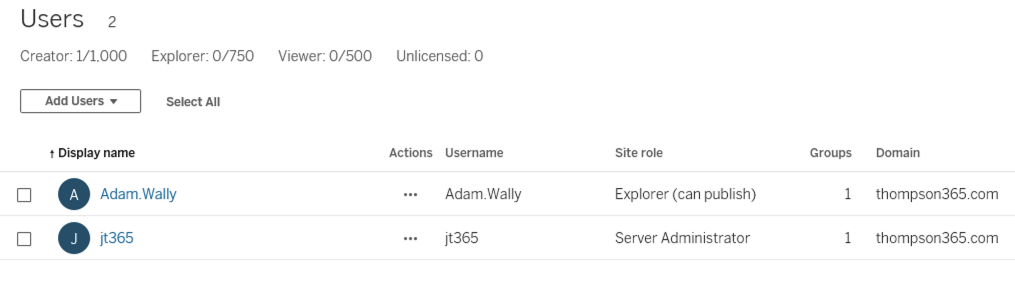 Users 2
Creator: 1/1,000 Explorer: 0/750 Viewer: 0/500 Unlicensed: 0
Add Users ▾ Select All
↑ Display name Actions Username Site role Groups Domain
A Adam.Wally ••• Adam.Wally Explorer (can publish) 1 thompson365.com
J jt365 ••• jt365 Server Administrator 1 thompson365.com